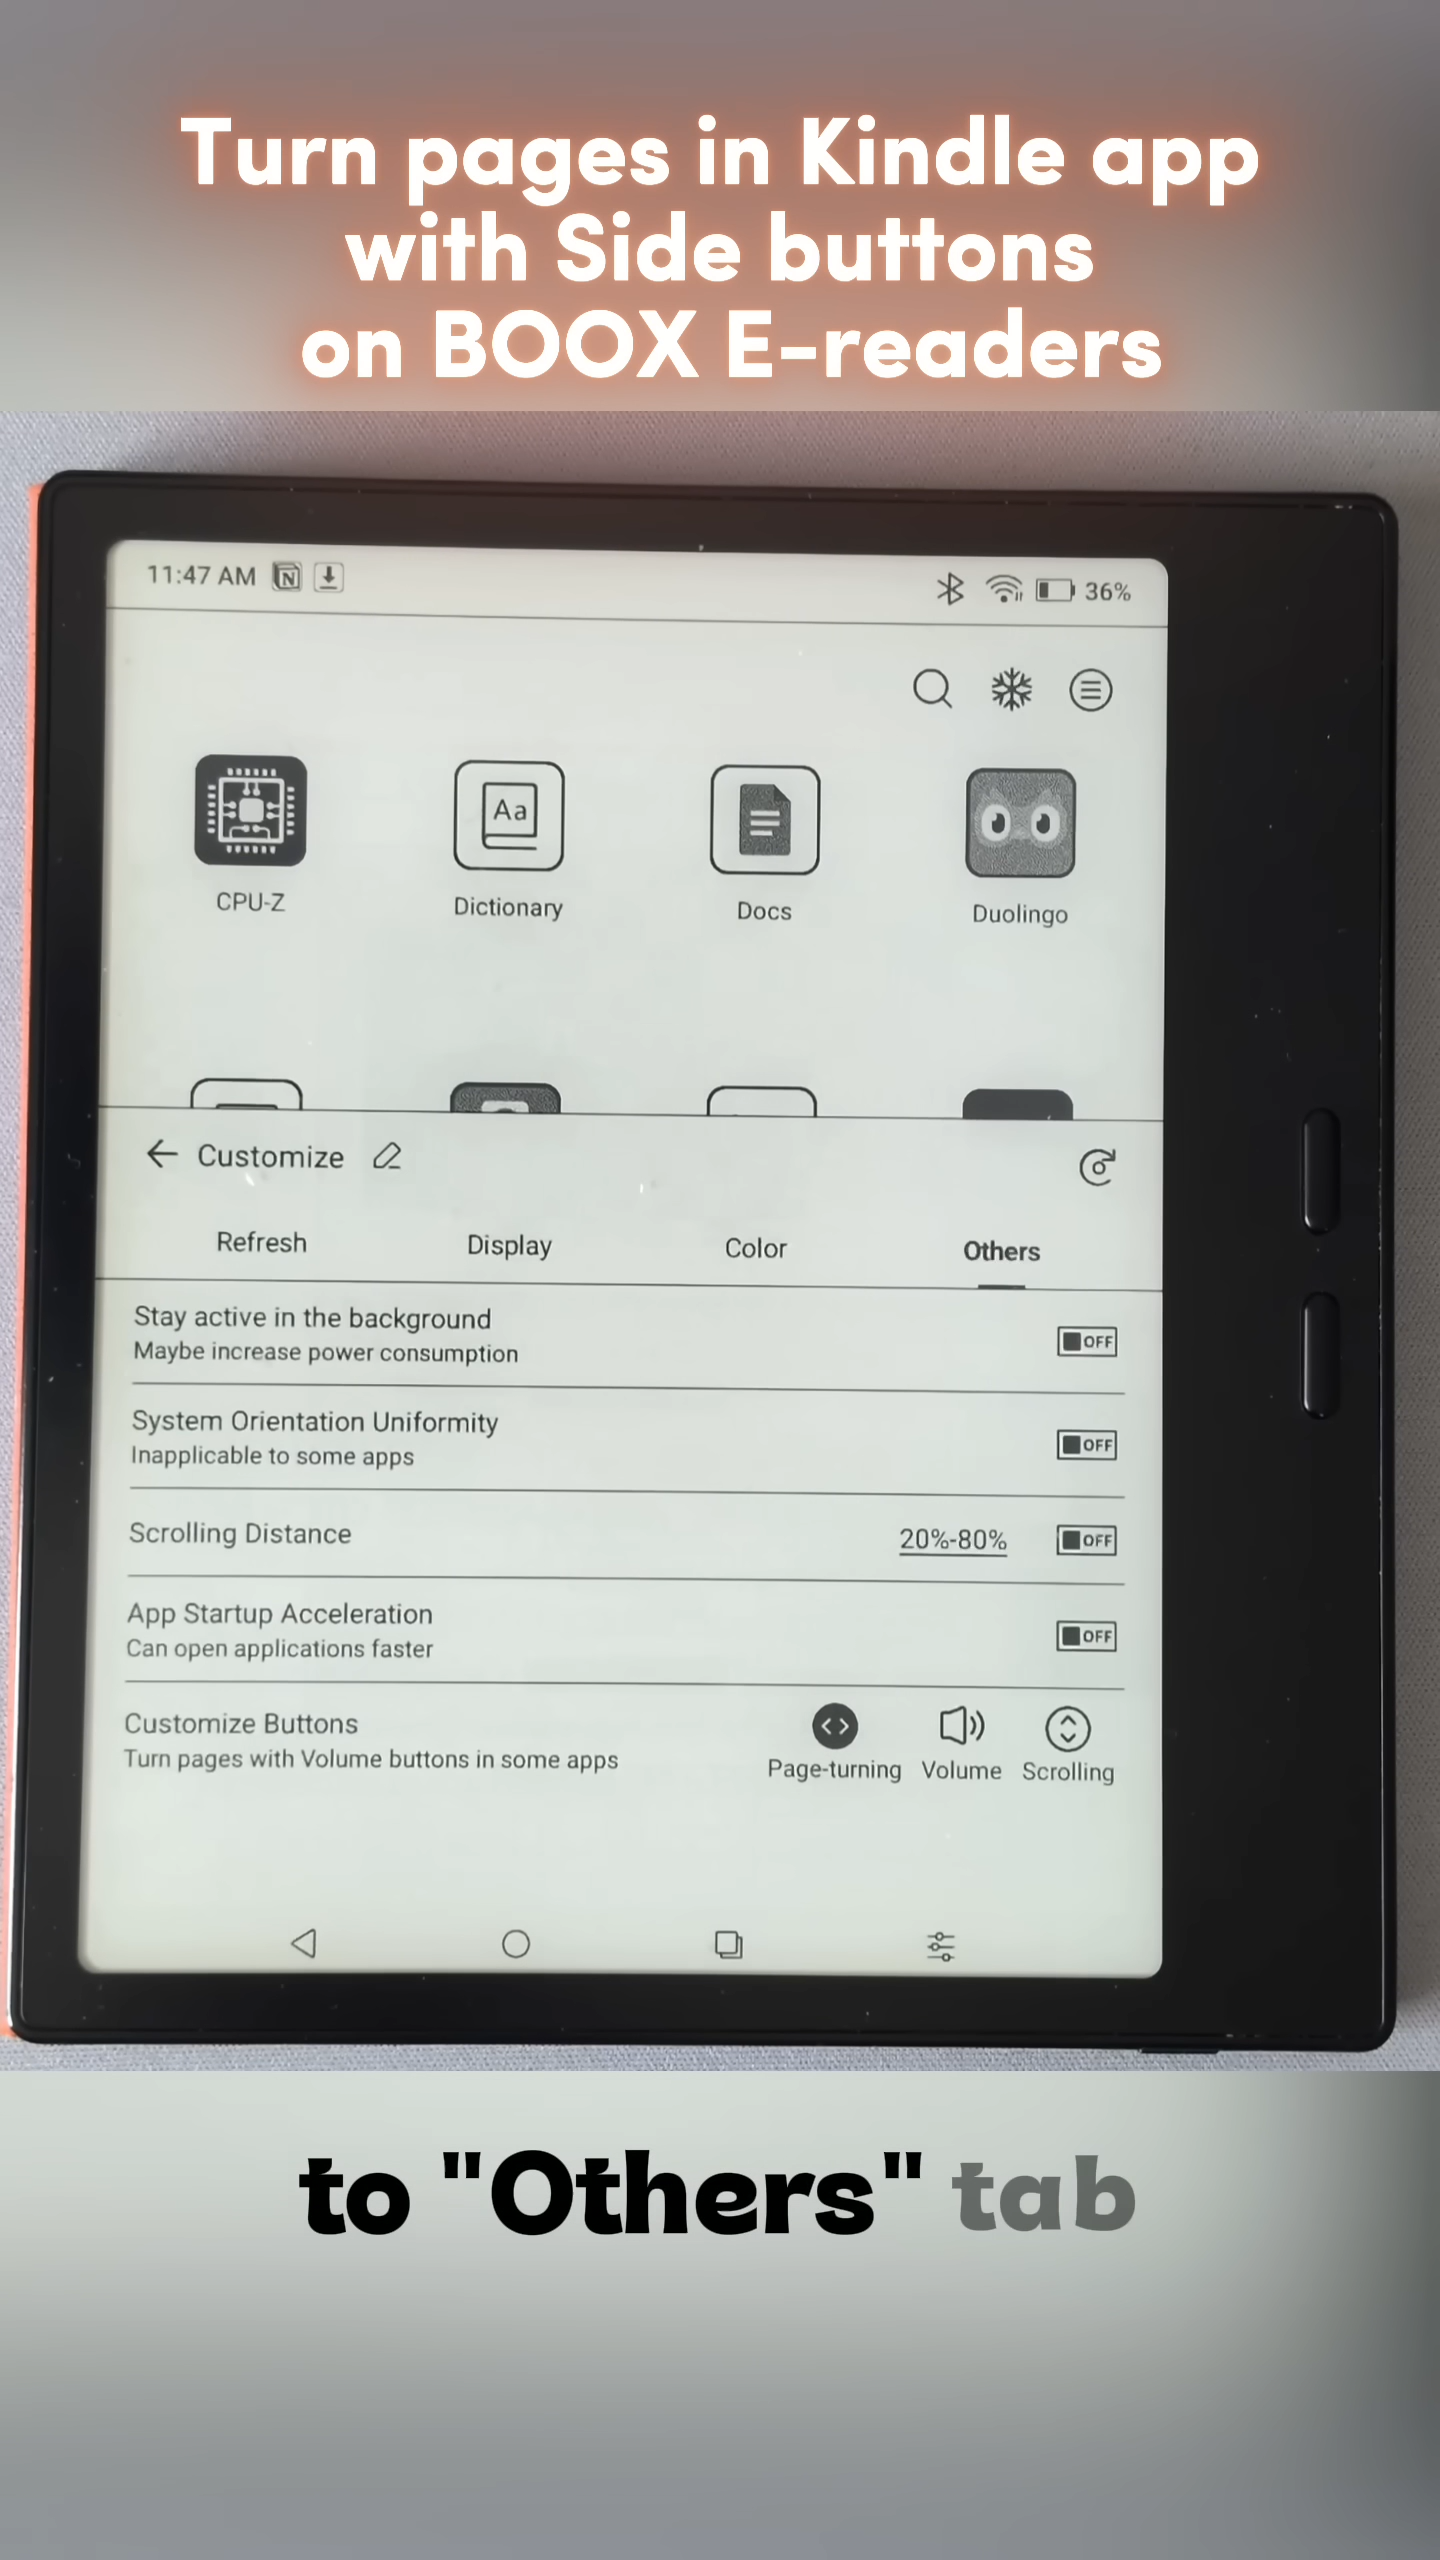 Turn pages in Kindle app
with Side buttons
on BOOX E-readers
11:47 AM N 36%
Aa
CPU-Z Dictionary Docs Duolingo
Customize
Refresh Display Color Others
Stay active in the background
Maybe increase power consumption OFF
System Orientation Uniformity
Inapplicable to some apps OFF
Scrolling Distance 20%-80% OFF
App Startup Acceleration
Can open applications faster OFF
Customize Buttons
Turn pages with Volume buttons in some apps
Page-turning Volume Scrolling
to "Others" tab